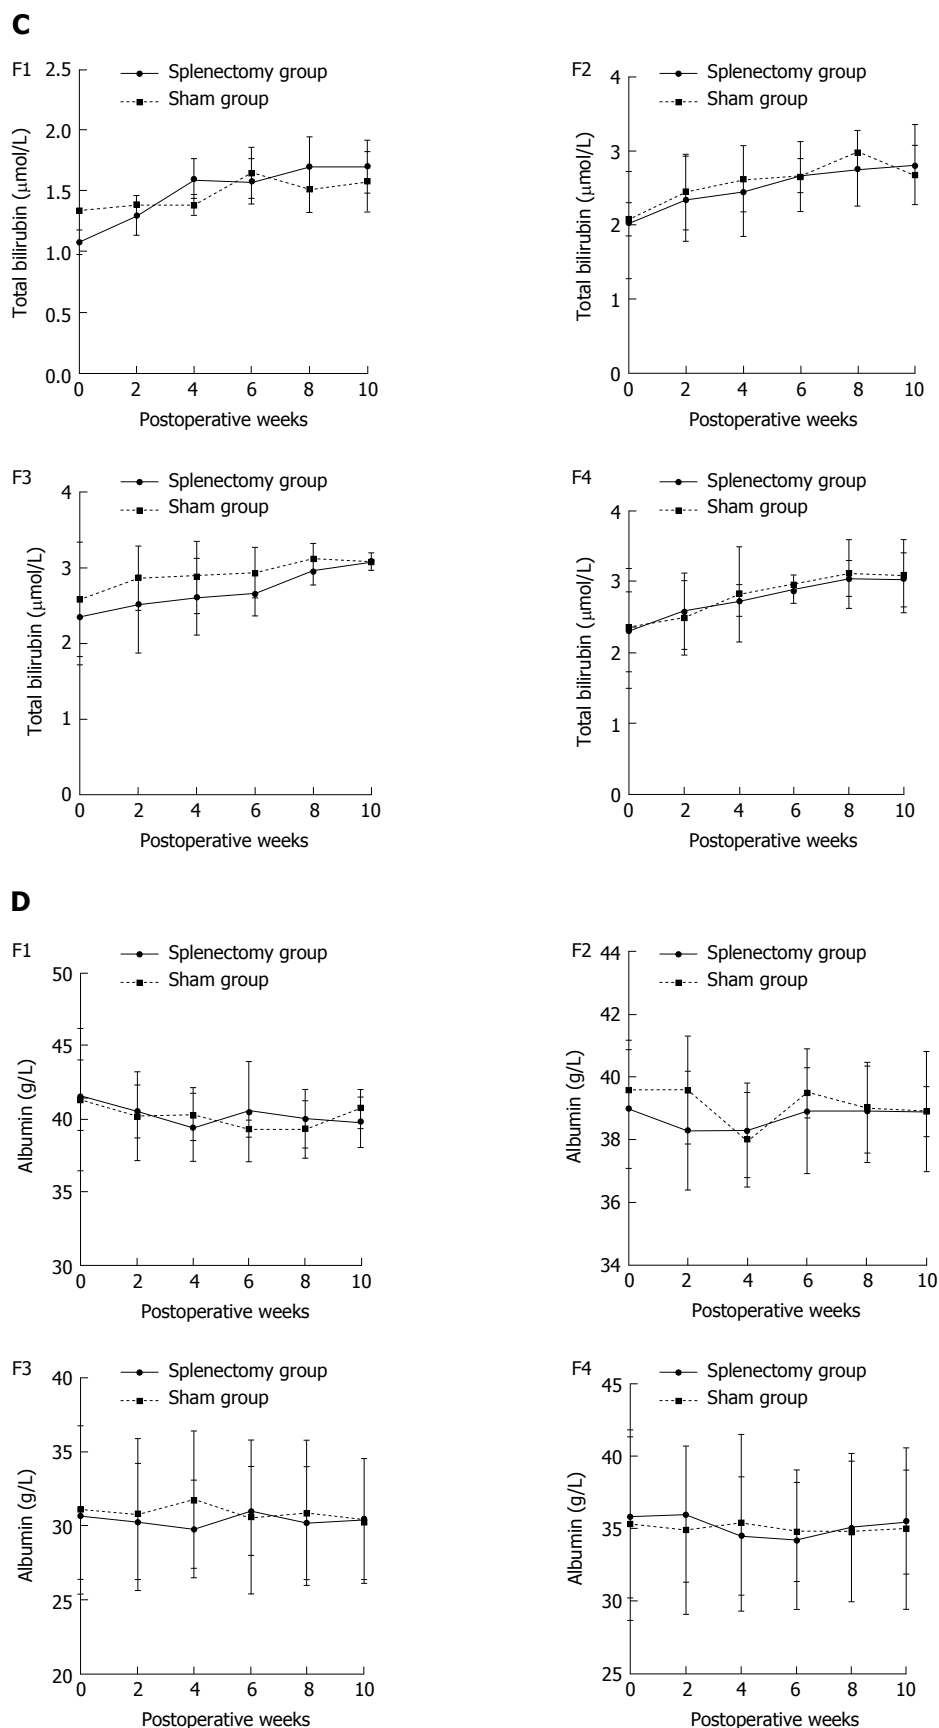 C
F1
Splenectomy group
Sham group
2.5
2.0
1.5
1.0
0.5
0.0
Total bilirubin (μmol/L)
0 2 4 6 8 10
Postoperative weeks
F2
Splenectomy group
Sham group
4
3
2
1
0
Total bilirubin (μmol/L)
0 2 4 6 8 10
Postoperative weeks
F3
Splenectomy group
Sham group
4
3
2
1
0
Total bilirubin (μmol/L)
0 2 4 6 8 10
Postoperative weeks
F4
Splenectomy group
Sham group
4
3
2
1
0
Total bilirubin (μmol/L)
0 2 4 6 8 10
Postoperative weeks
D
F1
Splenectomy group
Sham group
50
45
40
35
30
Albumin (g/L)
0 2 4 6 8 10
Postoperative weeks
F2
Splenectomy group
Sham group
44
42
40
38
36
34
Albumin (g/L)
0 2 4 6 8 10
Postoperative weeks
F3
Splenectomy group
Sham group
40
35
30
25
20
Albumin (g/L)
0 2 4 6 8 10
Postoperative weeks
F4
Splenectomy group
Sham group
45
40
35
30
25
Albumin (g/L)
0 2 4 6 8 10
Postoperative weeks